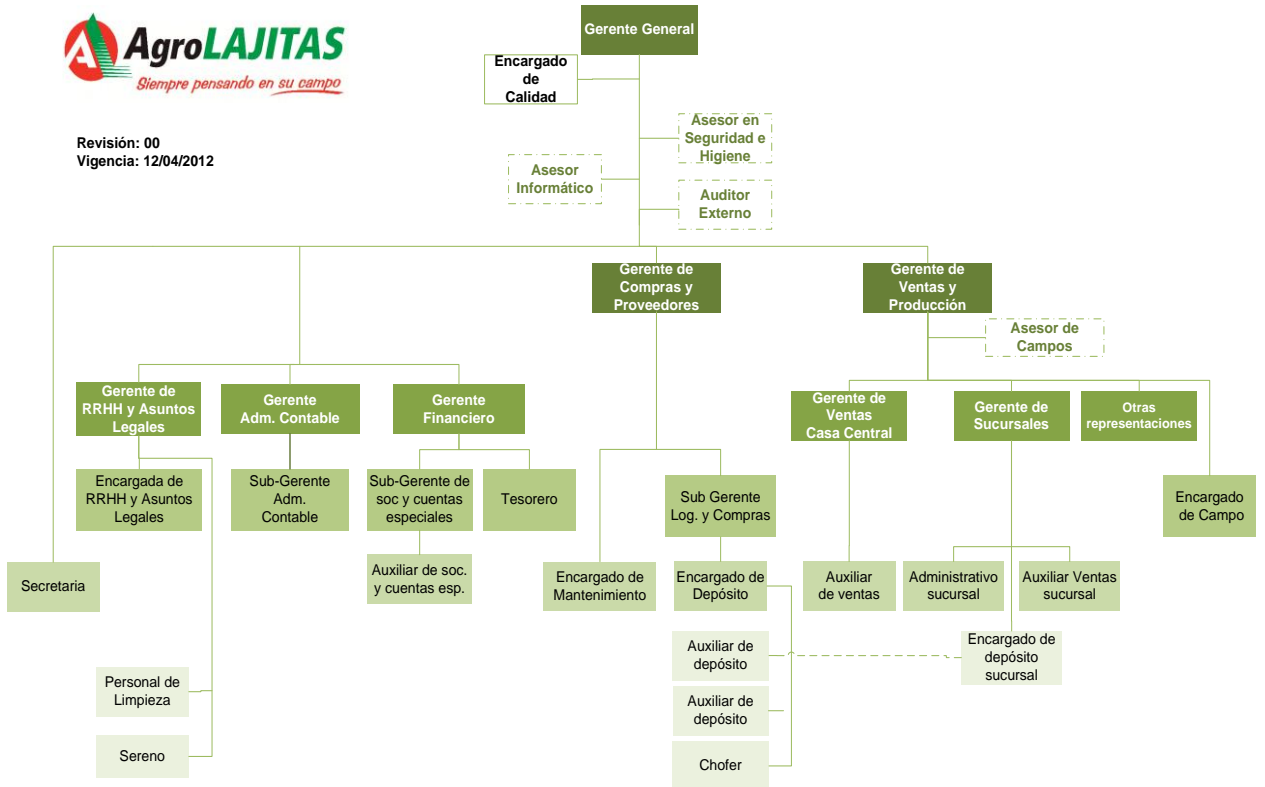 Gerente General
AgroLAJITAS
Siempre pensando en su campo
Encargado
de
Calidad
Revisión: 00
Vigencia: 12/04/2012
Asesor en
Seguridad e
Higiene
Asesor
Informático
Auditor
Externo
Gerente de
Compras y
Proveedores
Gerente de
Ventas y
Producción
Asesor de
Campos
Gerente de
RRHH y Asuntos
Legales
Gerente
Adm. Contable
Gerente
Financiero
Gerente de
Ventas
Casa Central
Gerente de
Sucursales
Otras
representaciones
Encargada de
RRHH y Asuntos
Legales
Sub-Gerente
Adm.
Contable
Sub-Gerente de
soc y cuentas
especiales
Tesorero
Sub Gerente
Log. y Compras
Encargado
de Campo
Secretaria
Auxiliar de soc.
y cuentas esp.
Encargado de
Mantenimiento
Encargado de
Depósito
Auxiliar
de ventas
Administrativo
sucursal
Auxiliar Ventas
sucursal
Auxiliar de
depósito
Encargado de
depósito
sucursal
Personal de
Limpieza
Auxiliar de
depósito
Sereno
Chofer